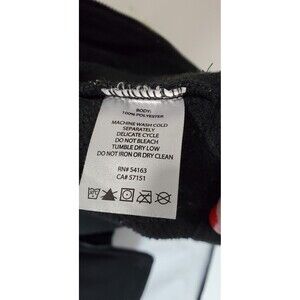 BODY:
100% POLYESTER
MACHINE WASH COLD
SEPARATELY
DELICATE CYCLE
DO NOT BLEACH
TUMBLE DRY LOW
DO NOT IRON OR DRY CLEAN
RN# 54163
CA# 57151